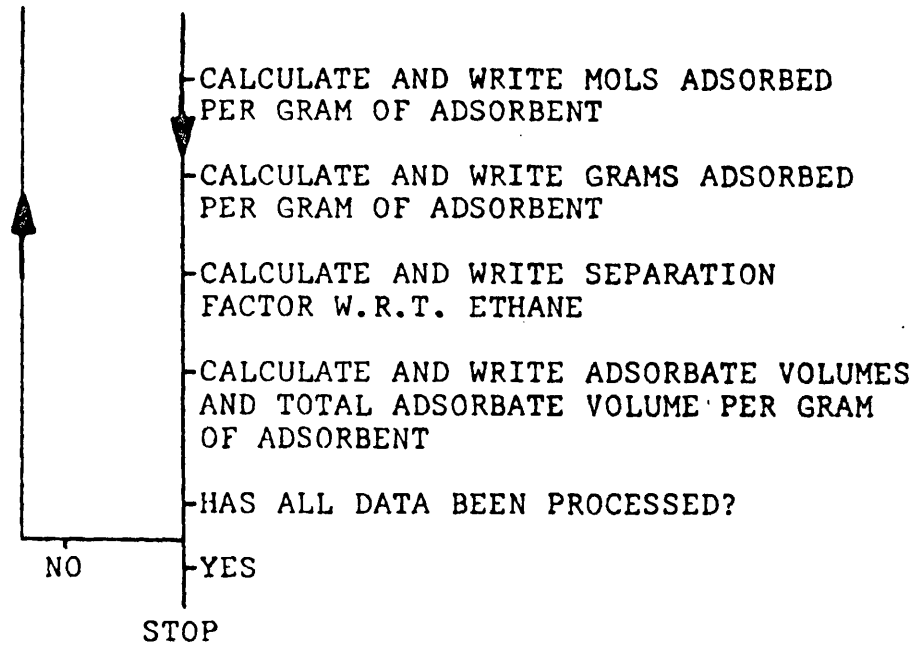 CALCULATE AND WRITE MOLS ADSORBED
PER GRAM OF ADSORBENT
CALCULATE AND WRITE GRAMS ADSORBED
PER GRAM OF ADSORBENT
CALCULATE AND WRITE SEPARATION
FACTOR W.R.T. ETHANE
CALCULATE AND WRITE ADSORBATE VOLUMES
AND TOTAL ADSORBATE VOLUME PER GRAM
OF ADSORBENT
HAS ALL DATA BEEN PROCESSED?
NO
YES
STOP